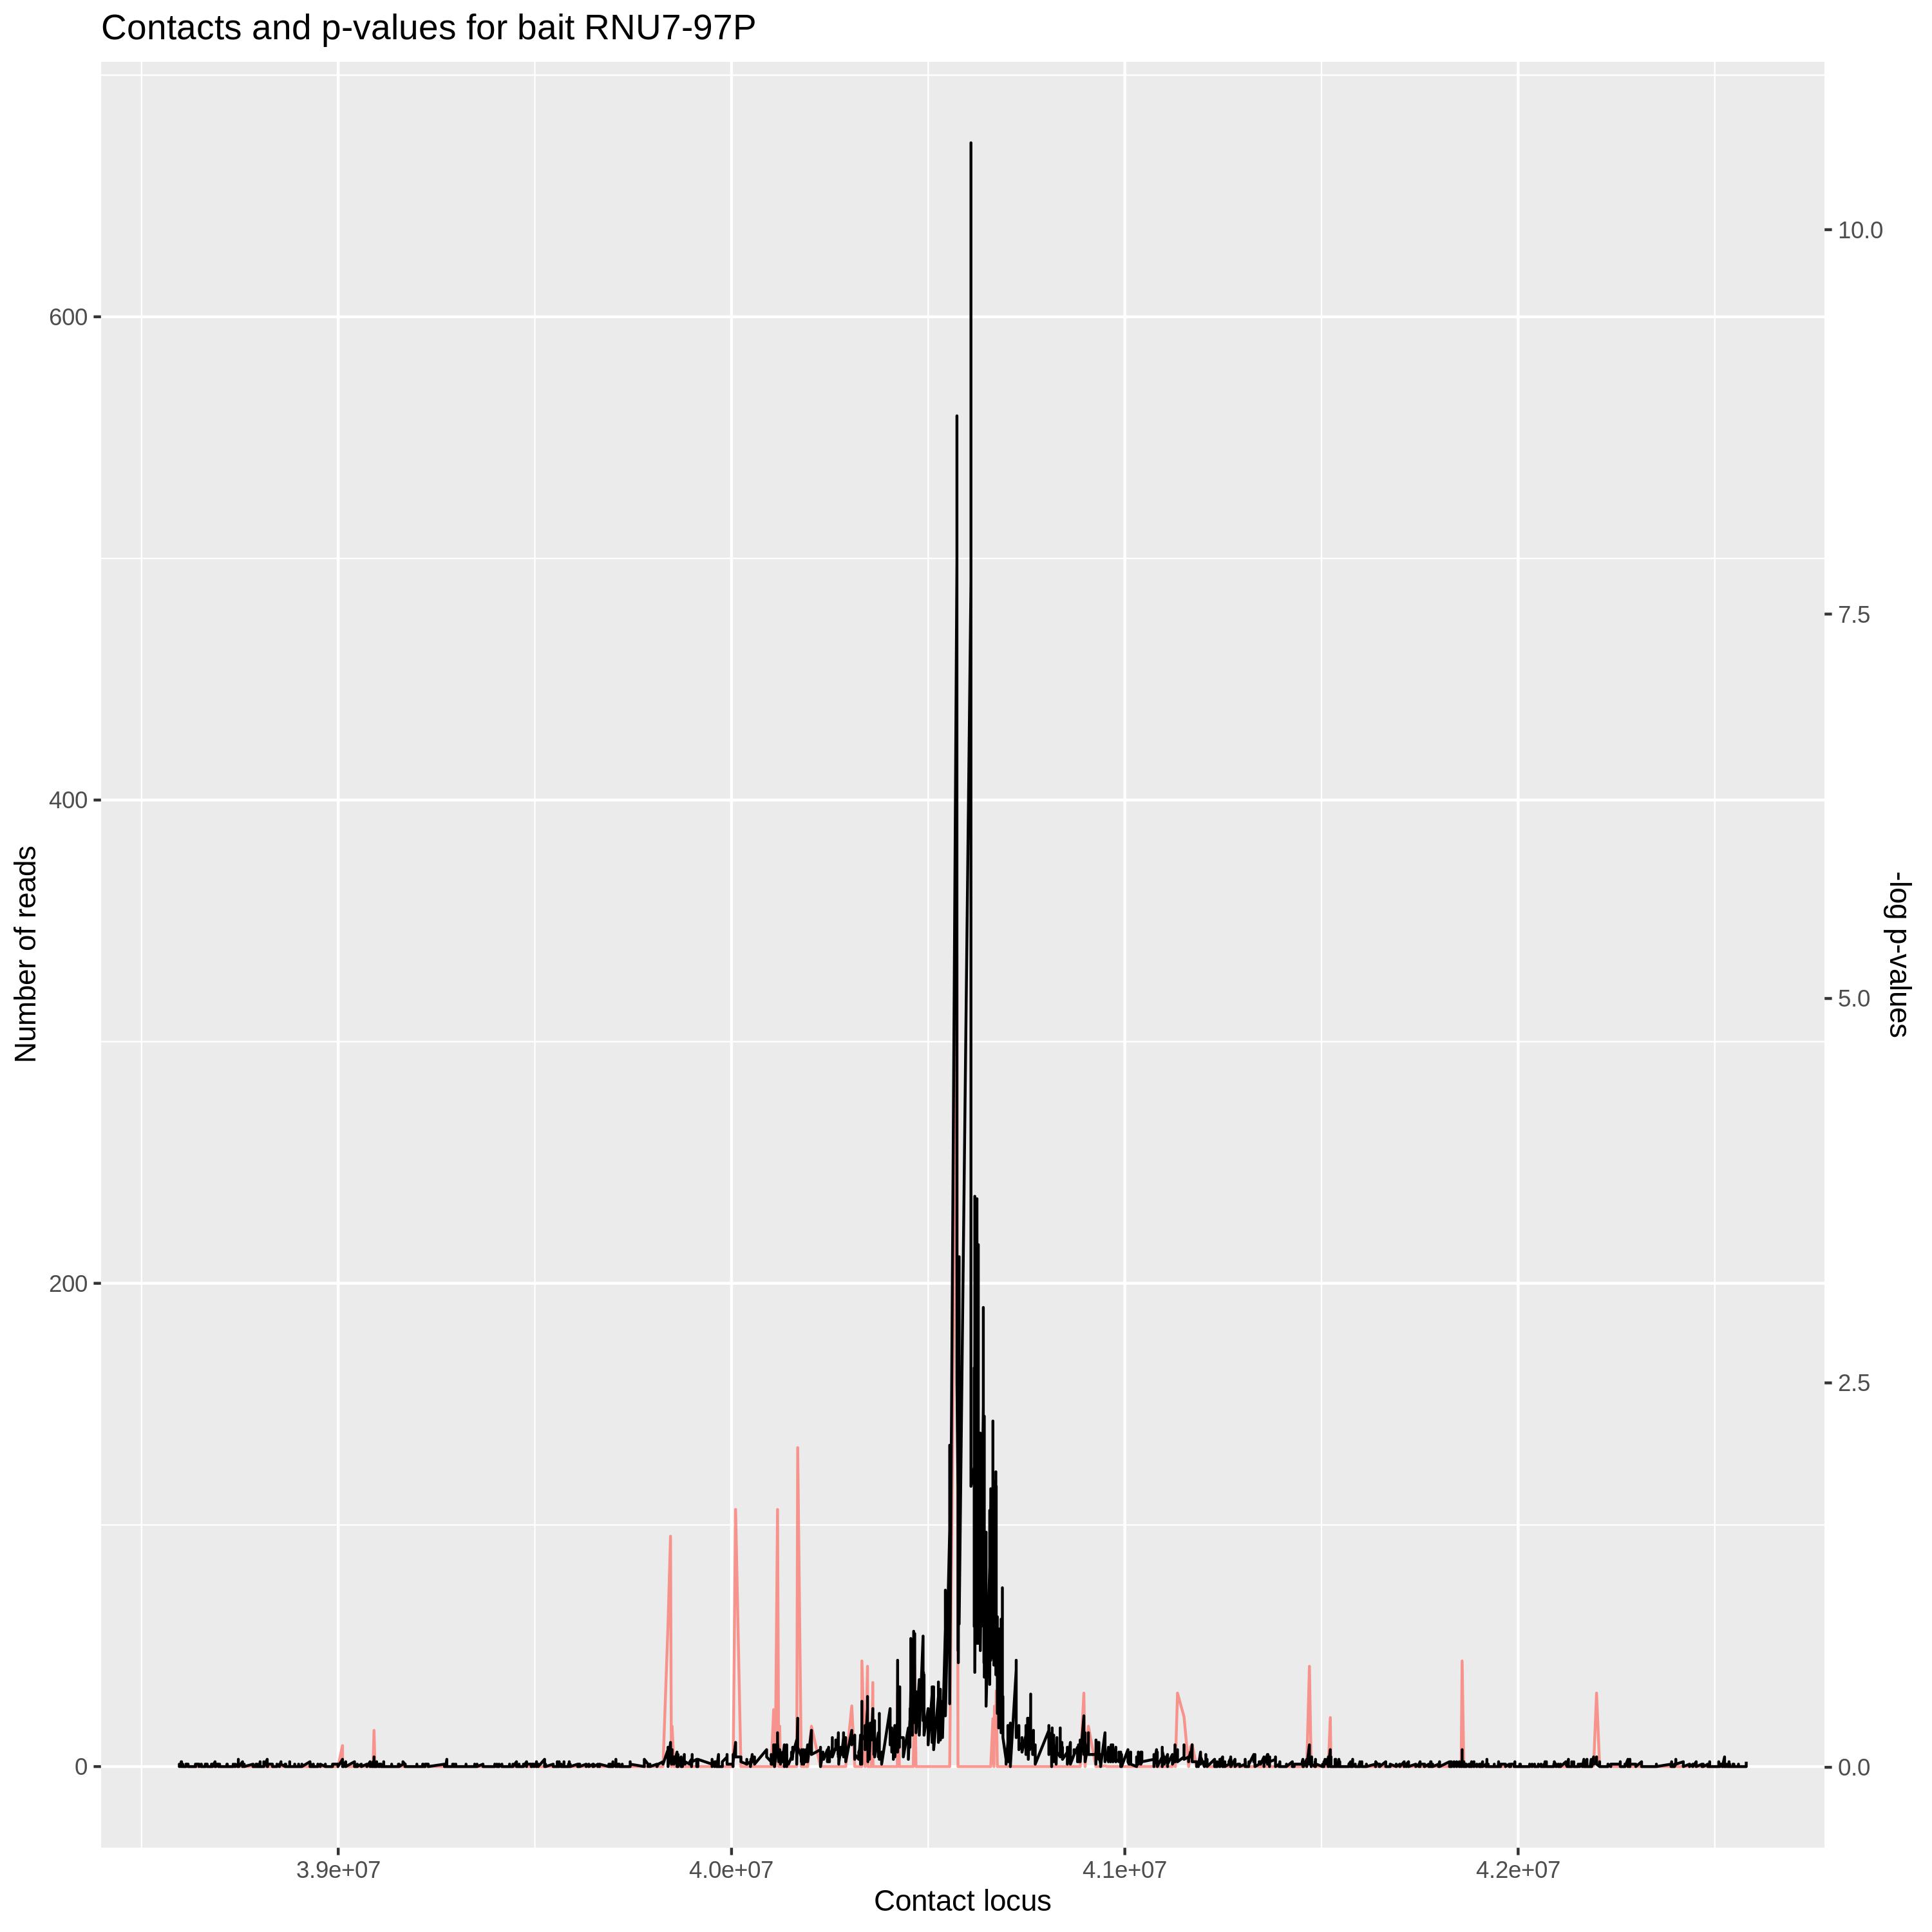 Contacts and p-values for bait RNU7-97P
600
400
200
0
Number of reads
10.0
7.5
5.0
2.5
0.0
-log p-values
3.9e+07
4.0e+07
4.1e+07
4.2e+07
Contact locus